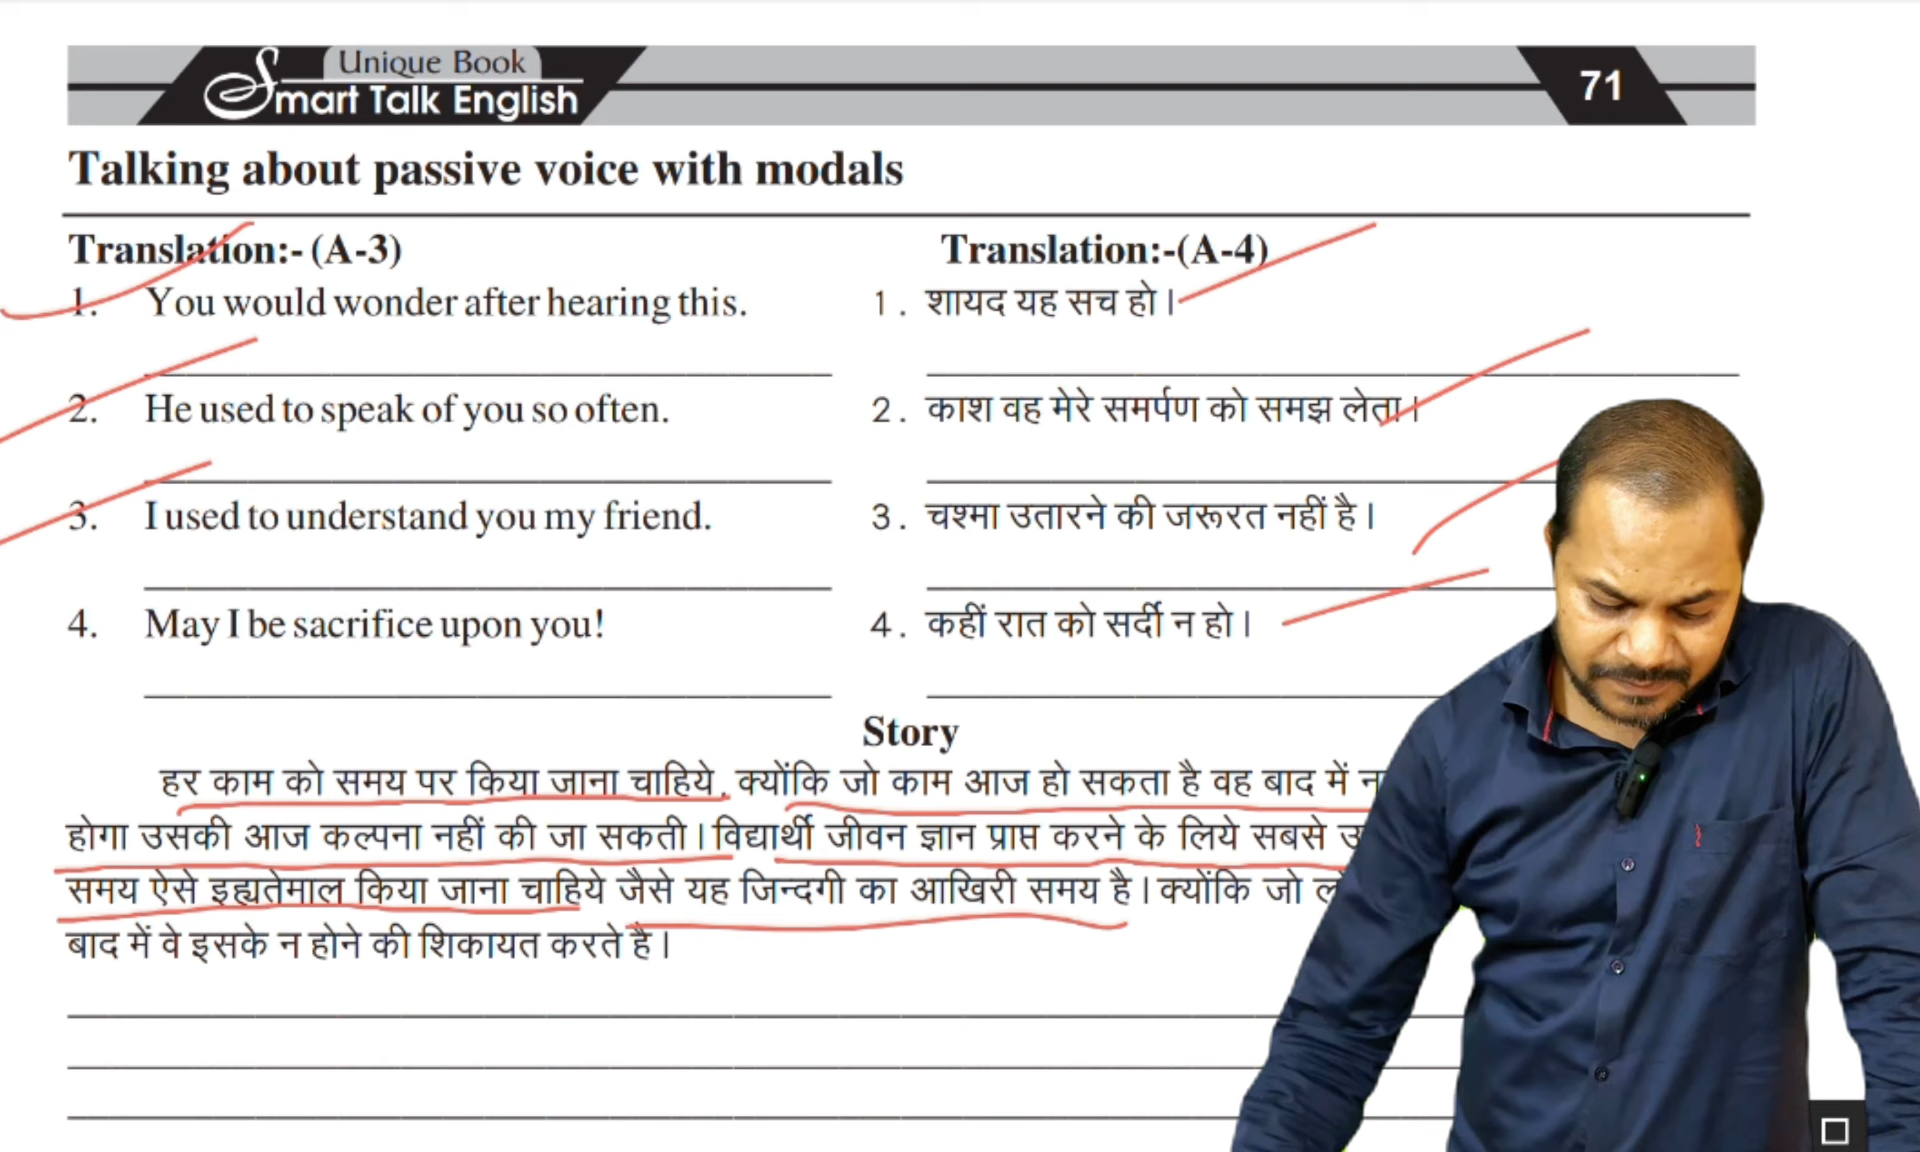 Unique Book
Smart Talk English
71
Talking about passive voice with modals
Translation:- (A-3)
1. You would wonder after hearing this.
2. He used to speak of you so often.
3. I used to understand you my friend.
4. May I be sacrifice upon you!
Translation:-(A-4)
1. शायद यह सच हो।
2. काश वह मेरे समर्पण को समझ लेता।
3. चश्मा उतारने की जरूरत नहीं है।
4. कहीं रात को सर्दी न हो।
Story
हर काम को समय पर किया जाना चाहिये, क्योंकि जो काम आज हो सकता है वह बाद में
होगा उसकी आज कल्पना नहीं की जा सकती। विद्यार्थी जीवन ज्ञान प्राप्त करने के लिये सबसे
समय ऐसे इह्यतेमाल किया जाना चाहिये जैसे यह जिन्दगी का आखिरी समय है। क्योंकि जो
बाद में वे इसके न होने की शिकायत करते है।